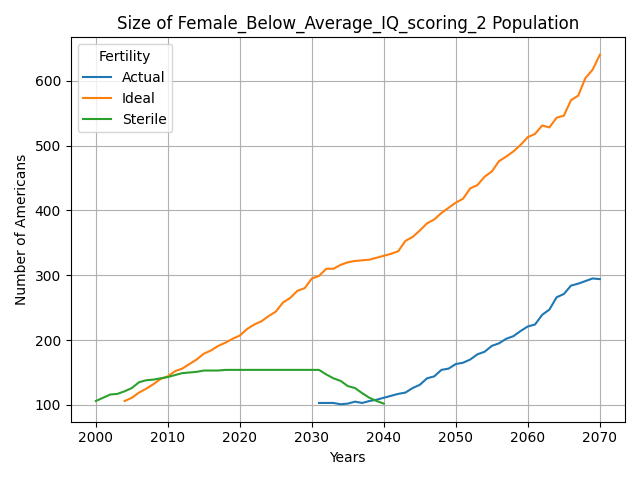 Size of Female_Below_Average_IQ_scoring_2 Population
Fertility
Actual
Ideal
Sterile
Number of Americans
600
500
400
300
200
100
2000 2010 2020 2030 2040 2050 2060 2070
Years